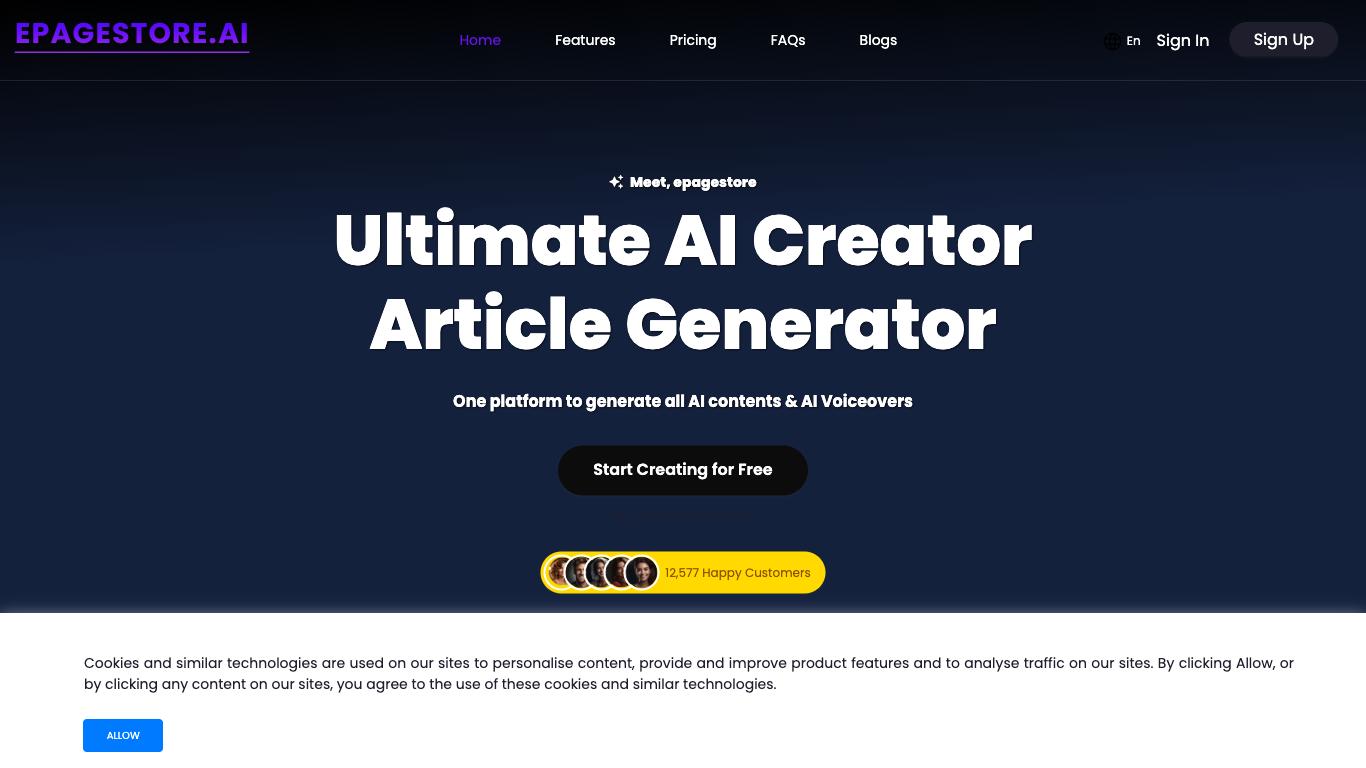 EPAGESTORE.AI
Home
Features
Pricing
FAQs
Blogs
En
Sign In
Sign Up
Meet, epagestore
Ultimate AI Creator
Article Generator
One platform to generate all AI contents & AI Voiceovers
Start Creating for Free
12,577 Happy Customers
Cookies and similar technologies are used on our sites to personalise content, provide and improve product features and to analyse traffic on our sites. By clicking Allow, or
by clicking any content on our sites, you agree to the use of these cookies and similar technologies.
ALLOW